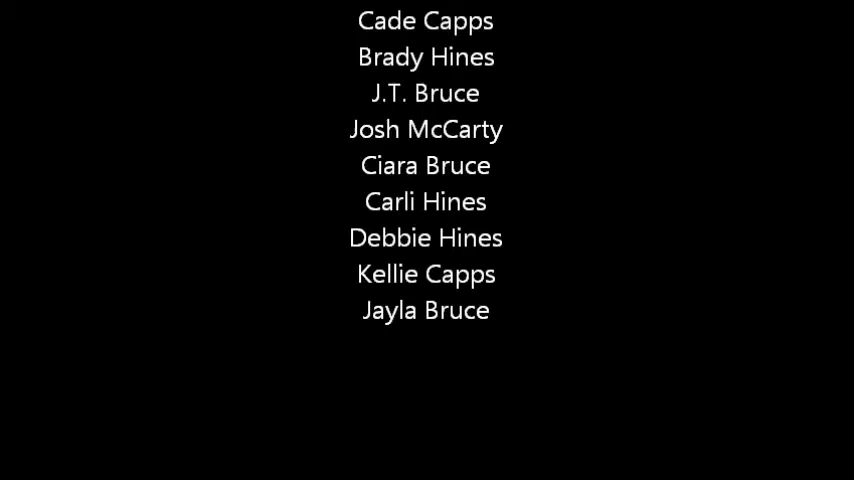 Cade Capps
Brady Hines
J.T. Bruce
Josh McCarty
Ciara Bruce
Carli Hines
Debbie Hines
Kellie Capps
Jayla Bruce